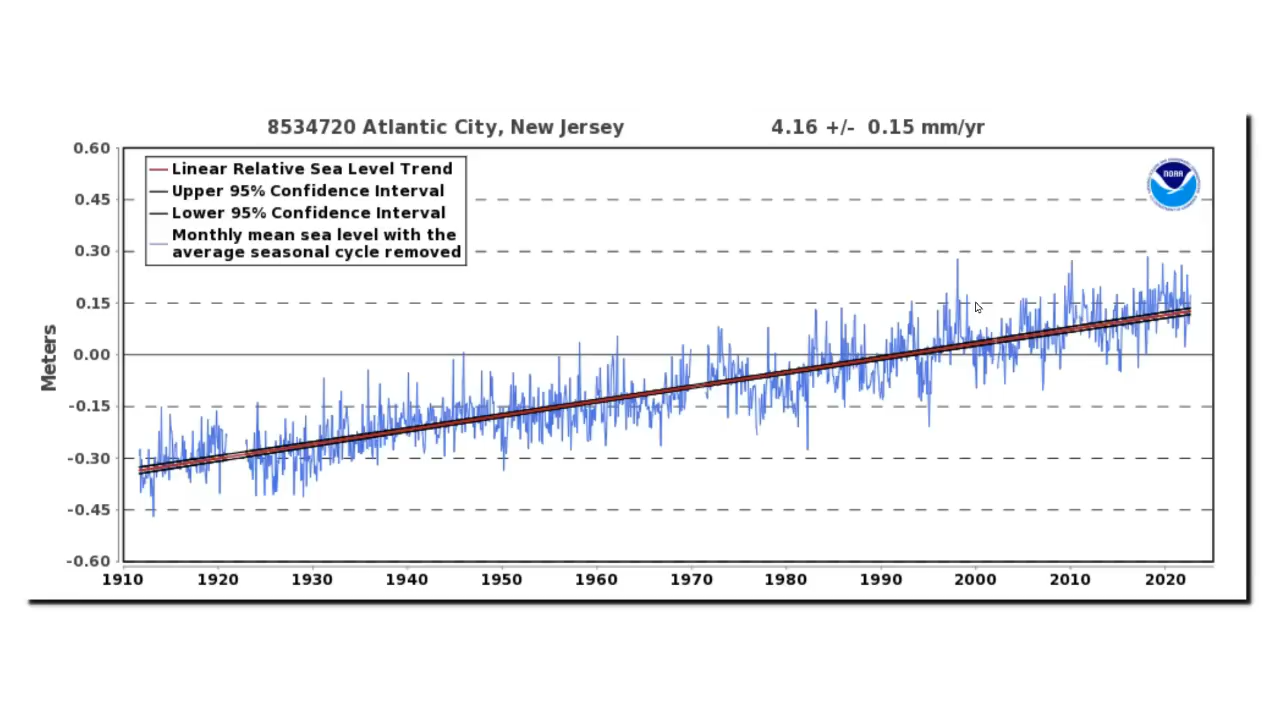 8534720 Atlantic City, New Jersey 4.16 +/- 0.15 mm/yr
0.60
Linear Relative Sea Level Trend
Upper 95% Confidence Interval
Lower 95% Confidence Interval
Monthly mean sea level with the
average seasonal cycle removed
NOAA
0.45
0.30
0.15
0.00
-0.15
-0.30
-0.45
-0.60
Meters
1910 1920 1930 1940 1950 1960 1970 1980 1990 2000 2010 2020